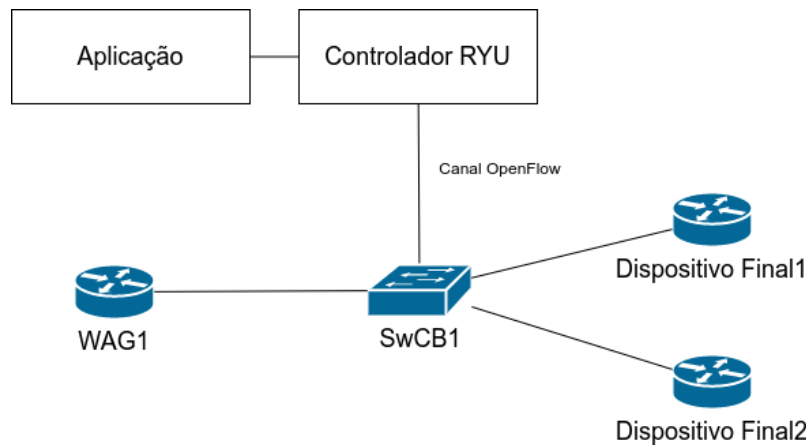 Aplicação
Controlador RYU
Canal OpenFlow
Dispositivo Final1
WAG1
SwCB1
Dispositivo Final2